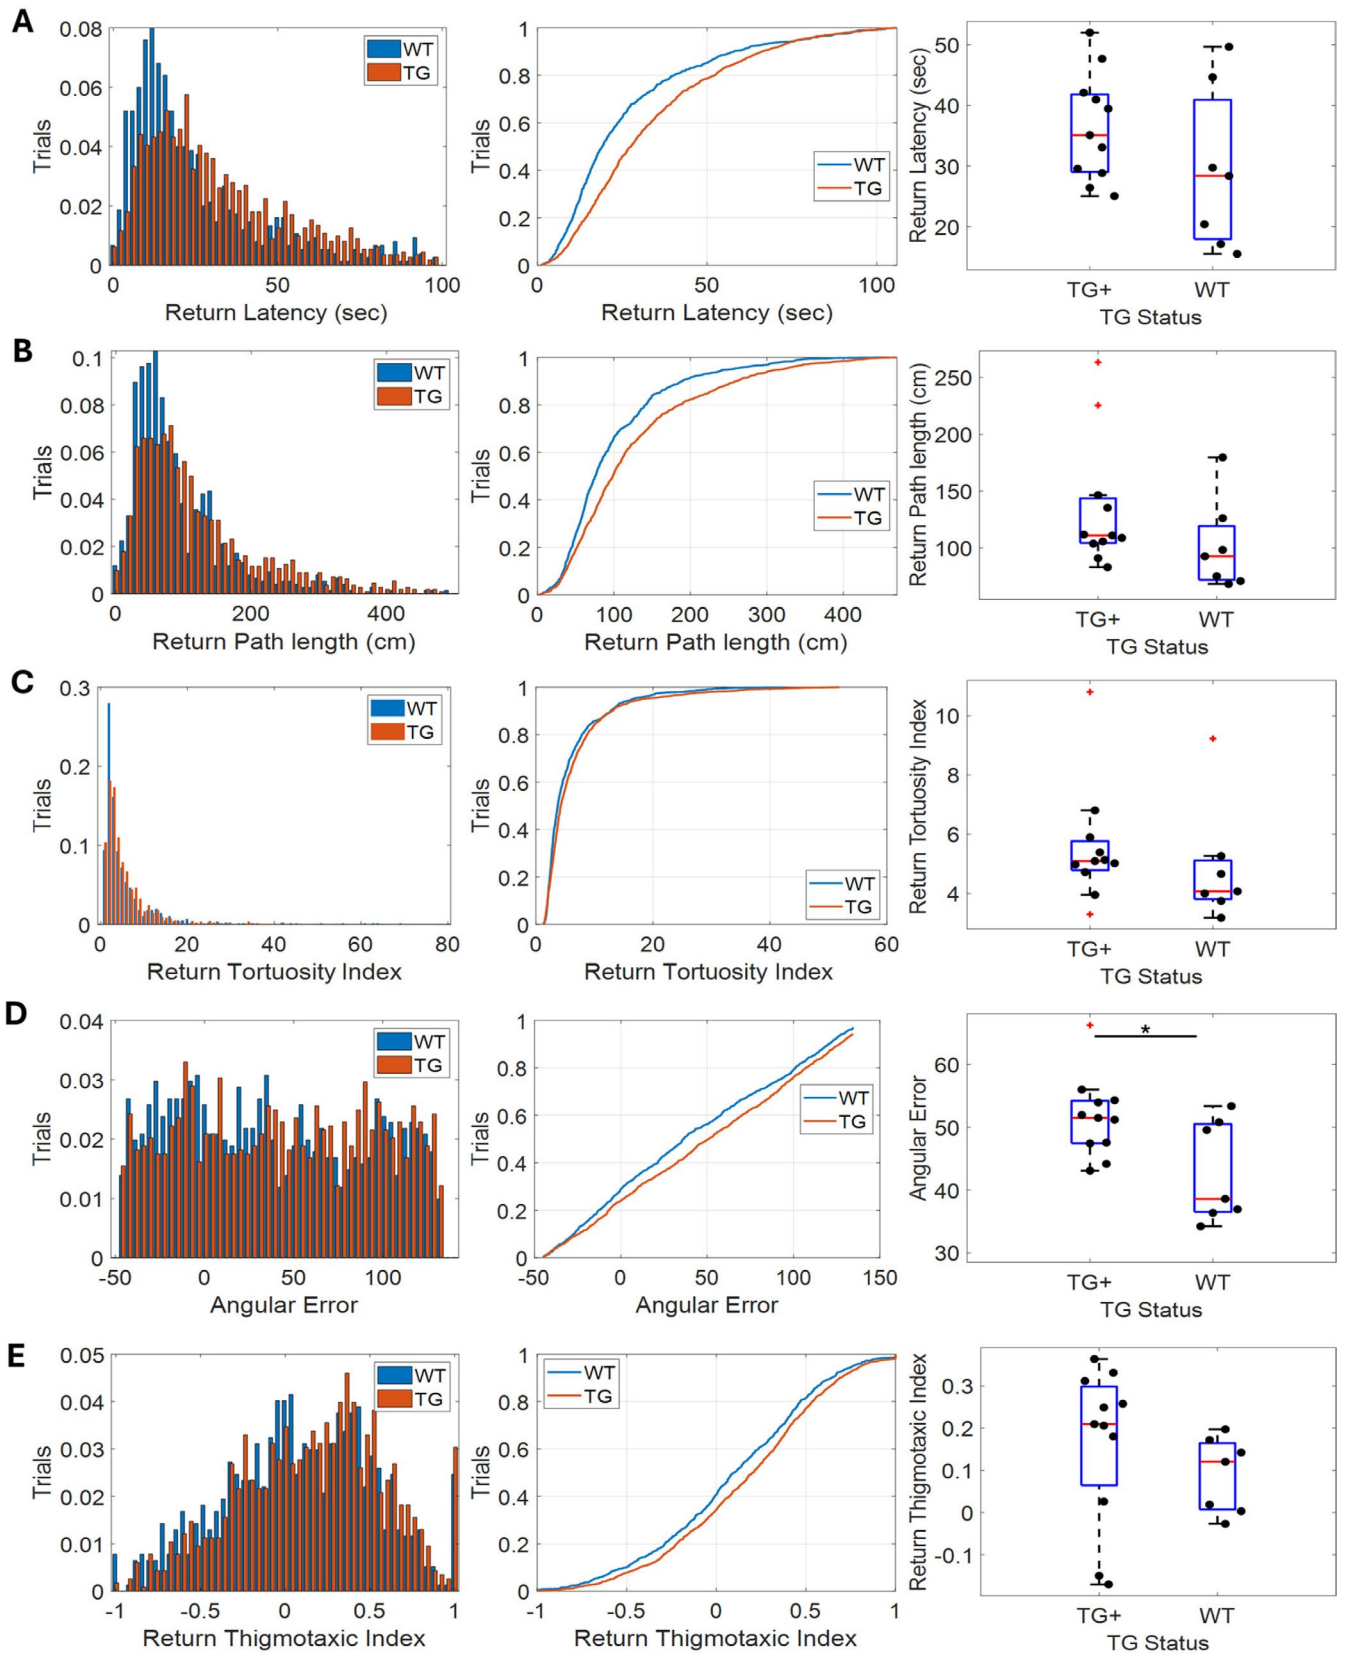 A
0.08
0.06
0.04
0.02
0
Trials
0 50 100
Return Latency (sec)
WT
TG
1
0.8
0.6
0.4
0.2
0
Trials
0 50 100
Return Latency (sec)
WT
TG
50
40
30
20
Return Latency (sec)
TG+ WT
TG Status
B
0.1
0.08
0.06
0.04
0.02
0
Trials
0 200 400
Return Path length (cm)
WT
TG
1
0.8
0.6
0.4
0.2
0
Trials
0 100 200 300 400
Return Path length (cm)
WT
TG
250
200
150
100
Return Path length (cm)
TG+ WT
TG Status
C
0.3
0.2
0.1
0
Trials
0 20 40 60 80
Return Tortuosity Index
WT
TG
1
0.8
0.6
0.4
0.2
0
Trials
0 20 40 60
Return Tortuosity Index
WT
TG
10
8
6
4
Return Tortuosity Index
TG+ WT
TG Status
D
0.04
0.03
0.02
0.01
0
Trials
-50 0 50 100
Angular Error
WT
TG
1
0.8
0.6
0.4
0.2
0
Trials
-50 0 50 100 150
Angular Error
WT
TG
*
60
50
40
30
Angular Error
TG+ WT
TG Status
E
0.05
0.04
0.03
0.02
0.01
0
Trials
-1 -0.5 0 0.5 1
Return Thigmotaxic Index
WT
TG
1
0.8
0.6
0.4
0.2
0
Trials
-1 -0.5 0 0.5 1
Return Thigmotaxic Index
WT
TG
0.3
0.2
0.1
0
-0.1
Return Thigmotaxic Index
TG+ WT
TG Status